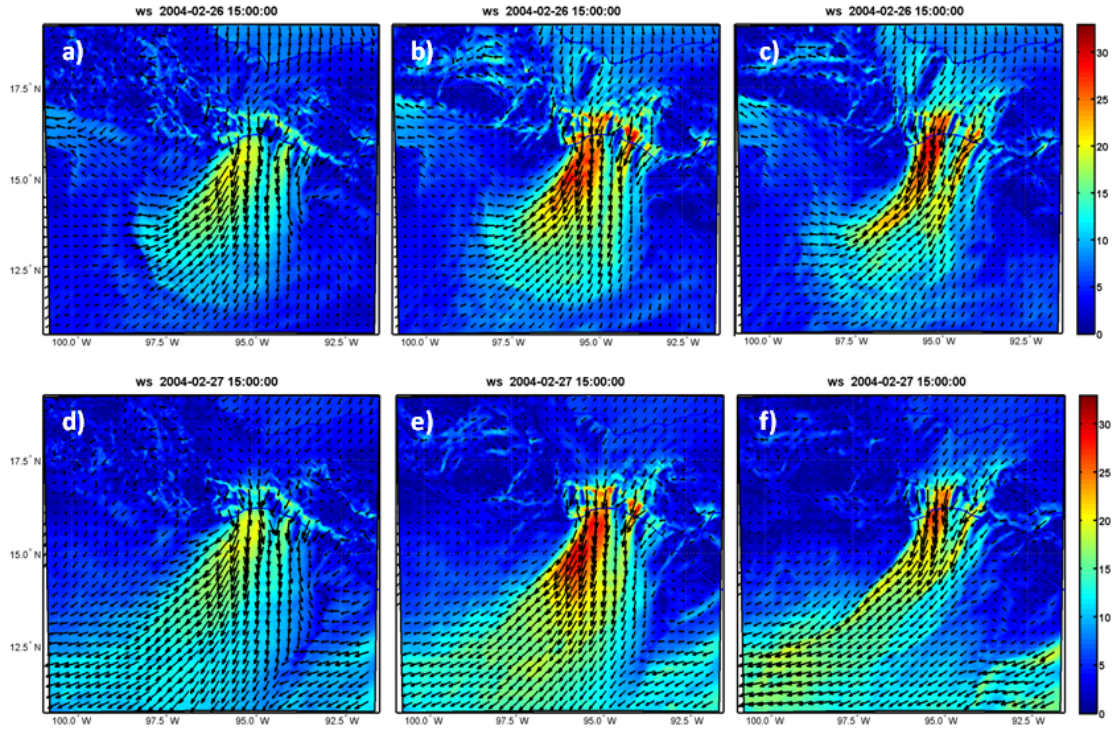 ws 2004-02-26 15:00:00 ws 2004-02-26 15:00:00 ws 2004-02-26 15:00:00
a) b) c)
30
17.5° N
25
20
15.0° N
15
10
12.5° N
5
0
100.0° W 97.5° W 95.0° W 92.5° W 100.0° W 97.5° W 95.0° W 92.5° W 100.0° W 97.5° W 95.0° W 92.5° W
ws 2004-02-27 15:00:00 ws 2004-02-27 15:00:00 ws 2004-02-27 15:00:00
d) e) f)
30
17.5° N
25
20
15.0° N
15
10
12.5° N
5
0
100.0° W 97.5° W 95.0° W 92.5° W 100.0° W 97.5° W 95.0° W 92.5° W 100.0° W 97.5° W 95.0° W 92.5° W